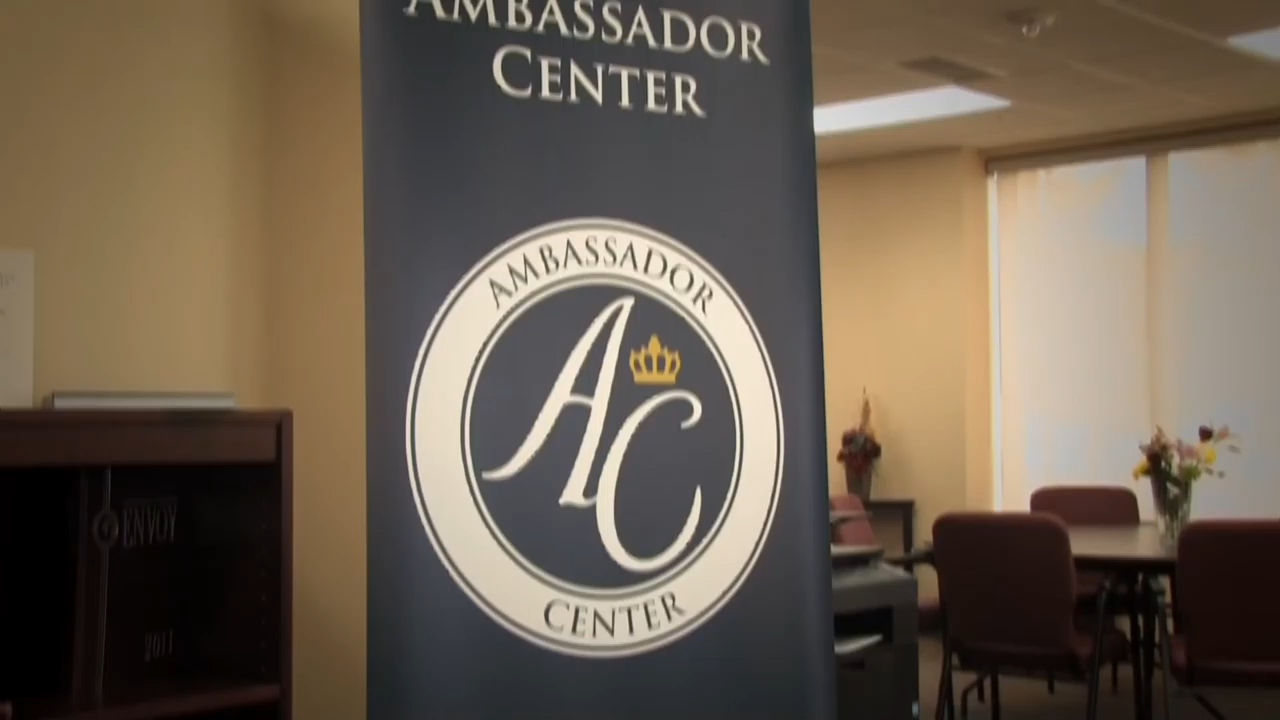 AMBASSADOR
CENTER
AMBASSADOR
AC
CENTER
ENVOY
2011